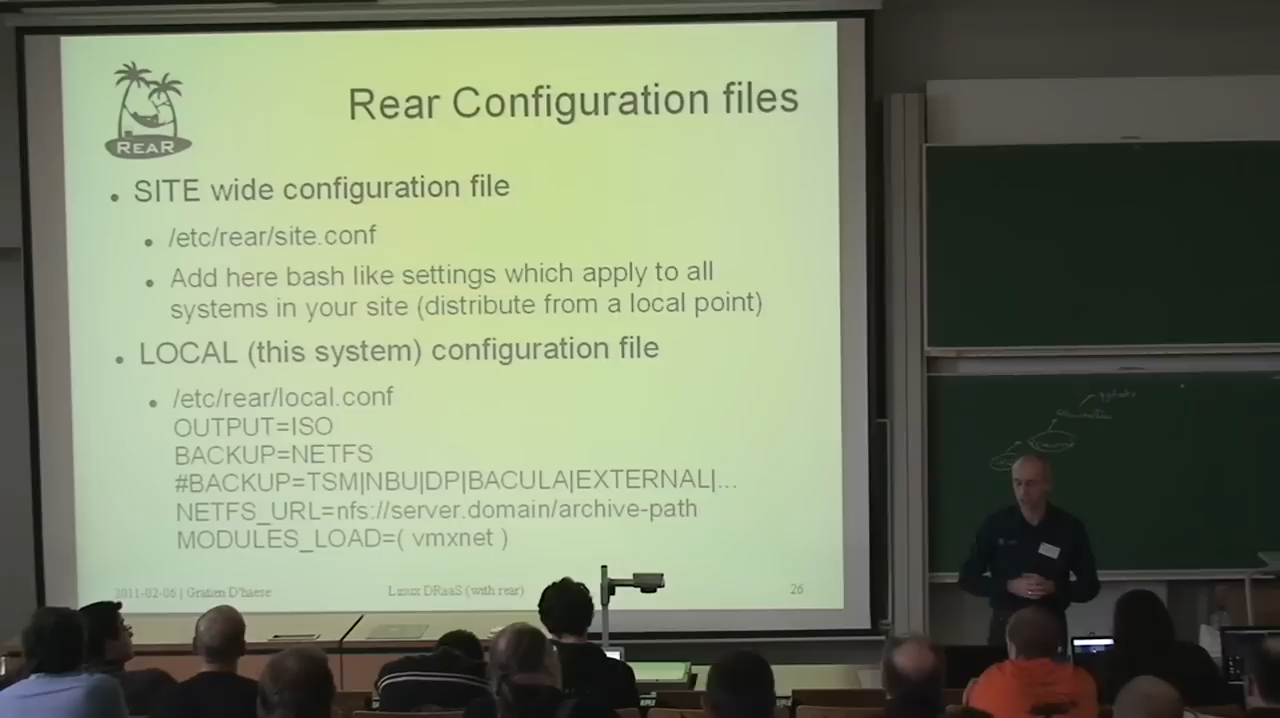 REAR
Rear Configuration files
SITE wide configuration file
/etc/rear/site.conf
Add here bash like settings which apply to all
systems in your site (distribute from a local point)
LOCAL (this system) configuration file
/etc/rear/local.conf
OUTPUT=ISO
BACKUP=NETFS
#BACKUP=TSM|NBU|DP|BACULA|EXTERNAL|...
NETFS_URL=nfs://server.domain/archive-path
MODULES_LOAD=( vmxnet )
2011-02-06 | Gratien D'haese
Linux DRaaS (with rear)
26